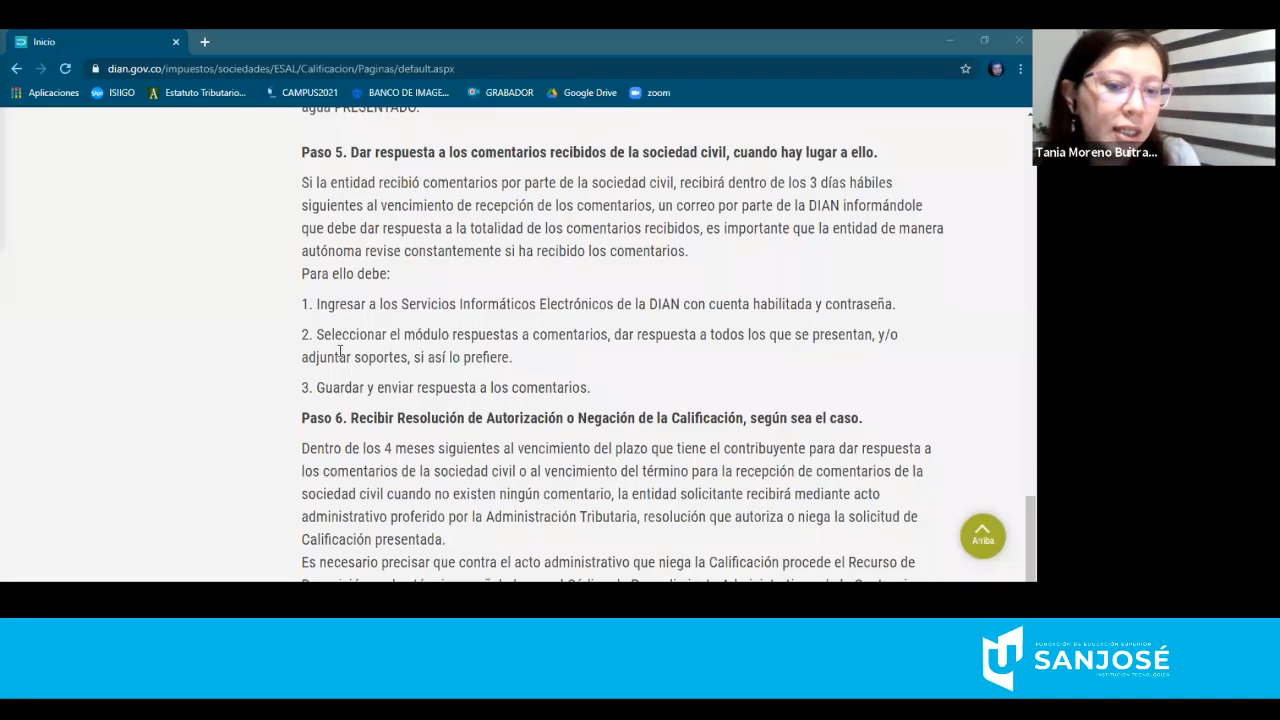 Inicio
dian.gov.co/impuestos/sociedades/ESAL/Calificacion/Paginas/default.aspx
Aplicaciones SIIGO Estatuto Tributario... CAMPUS2021 BANCO DE IMAGE... GRABADOR Google Drive zoom
agua PRESENTADO.
Paso 5. Dar respuesta a los comentarios recibidos de la sociedad civil, cuando hay lugar a ello.
Si la entidad recibió comentarios por parte de la sociedad civil, recibirá dentro de los 3 días hábiles
siguientes al vencimiento de recepción de los comentarios, un correo por parte de la DIAN informándole
que debe dar respuesta a la totalidad de los comentarios recibidos, es importante que la entidad de manera
autónoma revise constantemente si ha recibido los comentarios.
Para ello debe:
1. Ingresar a los Servicios Informáticos Electrónicos de la DIAN con cuenta habilitada y contraseña.
2. Seleccionar el módulo respuestas a comentarios, dar respuesta a todos los que se presentan, y/o
adjuntar soportes, si así lo prefiere.
3. Guardar y enviar respuesta a los comentarios.
Paso 6. Recibir Resolución de Autorización o Negación de la Calificación, según sea el caso.
Dentro de los 4 meses siguientes al vencimiento del plazo que tiene el contribuyente para dar respuesta a
los comentarios de la sociedad civil o al vencimiento del término para la recepción de comentarios de la
sociedad civil cuando no existen ningún comentario, la entidad solicitante recibirá mediante acto
administrativo proferido por la Administración Tributaria, resolución que autoriza o niega la solicitud de
Calificación presentada.
Es necesario precisar que contra el acto administrativo que niega la Calificación procede el Recurso de
Arriba
Tania Moreno Buitra...
FUNDACIÓN DE EDUCACIÓN SUPERIOR
SANJOSÉ
INSTITUCIÓN TECNOLÓGICA